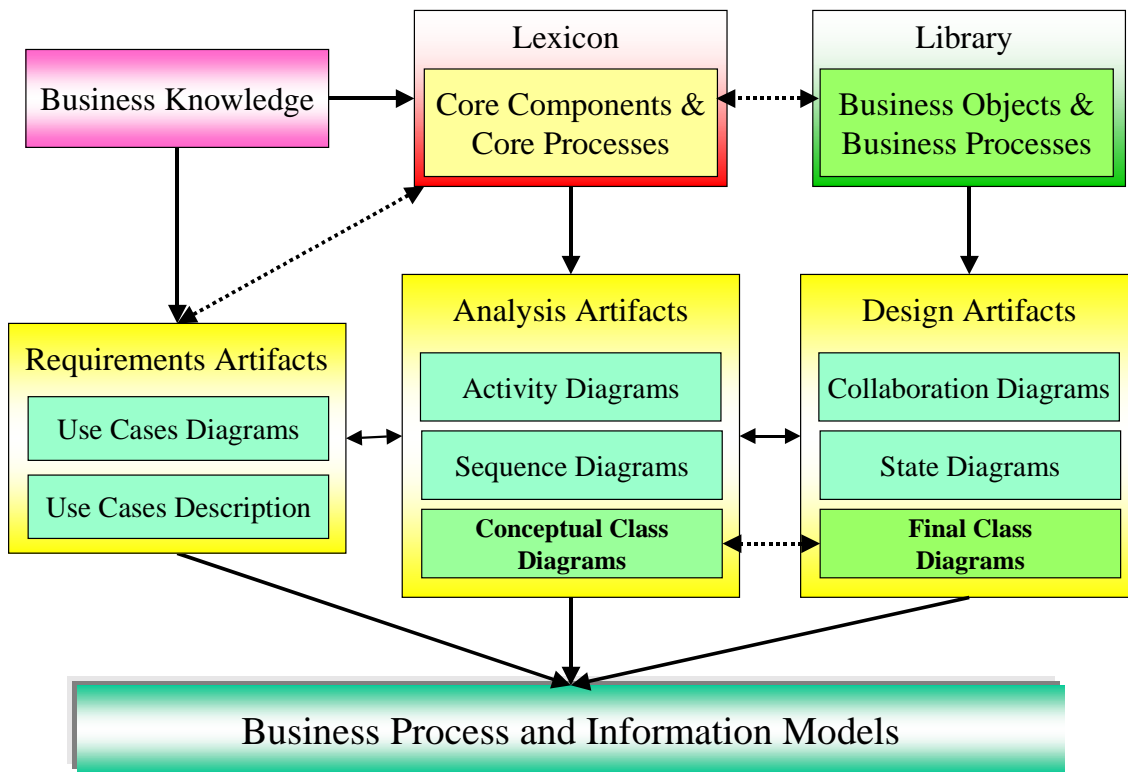 Lexicon
Library
Business Knowledge
Core Components &
Core Processes
Business Objects &
Business Processes
Requirements Artifacts
Use Cases Diagrams
Use Cases Description
Analysis Artifacts
Activity Diagrams
Sequence Diagrams
Conceptual Class
Diagrams
Design Artifacts
Collaboration Diagrams
State Diagrams
Final Class
Diagrams
Business Process and Information Models